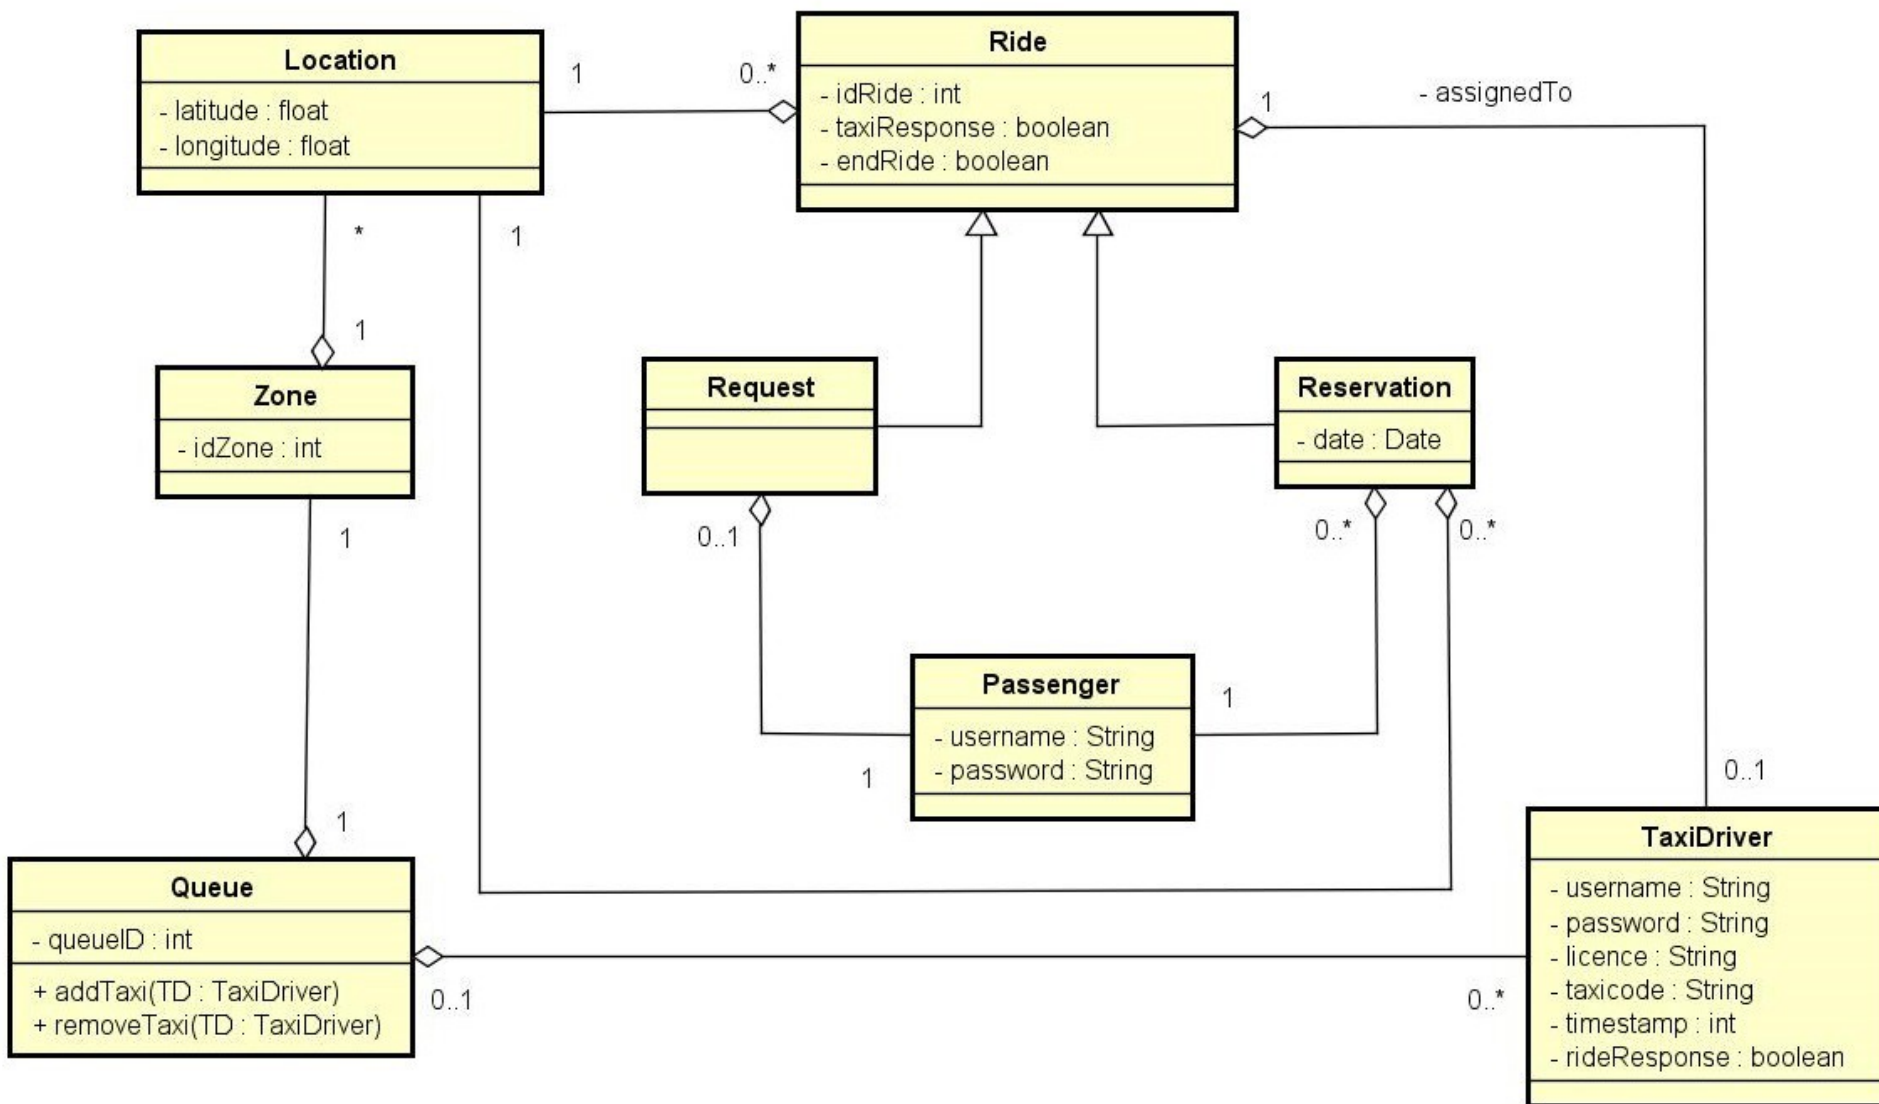 Location
- latitude : float
- longitude : float
1
0..*
Ride
- idRide : int
- taxiResponse : boolean
- endRide : boolean
1
- assignedTo
*
1
1
Zone
- idZone : int
1
Request
Reservation
- date : Date
0..1
0..*
0..*
Passenger
- username : String
- password : String
1
1
0..1
1
Queue
- queueID : int
+ addTaxi(TD : TaxiDriver)
+ removeTaxi(TD : TaxiDriver)
0..1
0..*
TaxiDriver
- username : String
- password : String
- licence : String
- taxicode : String
- timestamp : int
- rideResponse : boolean